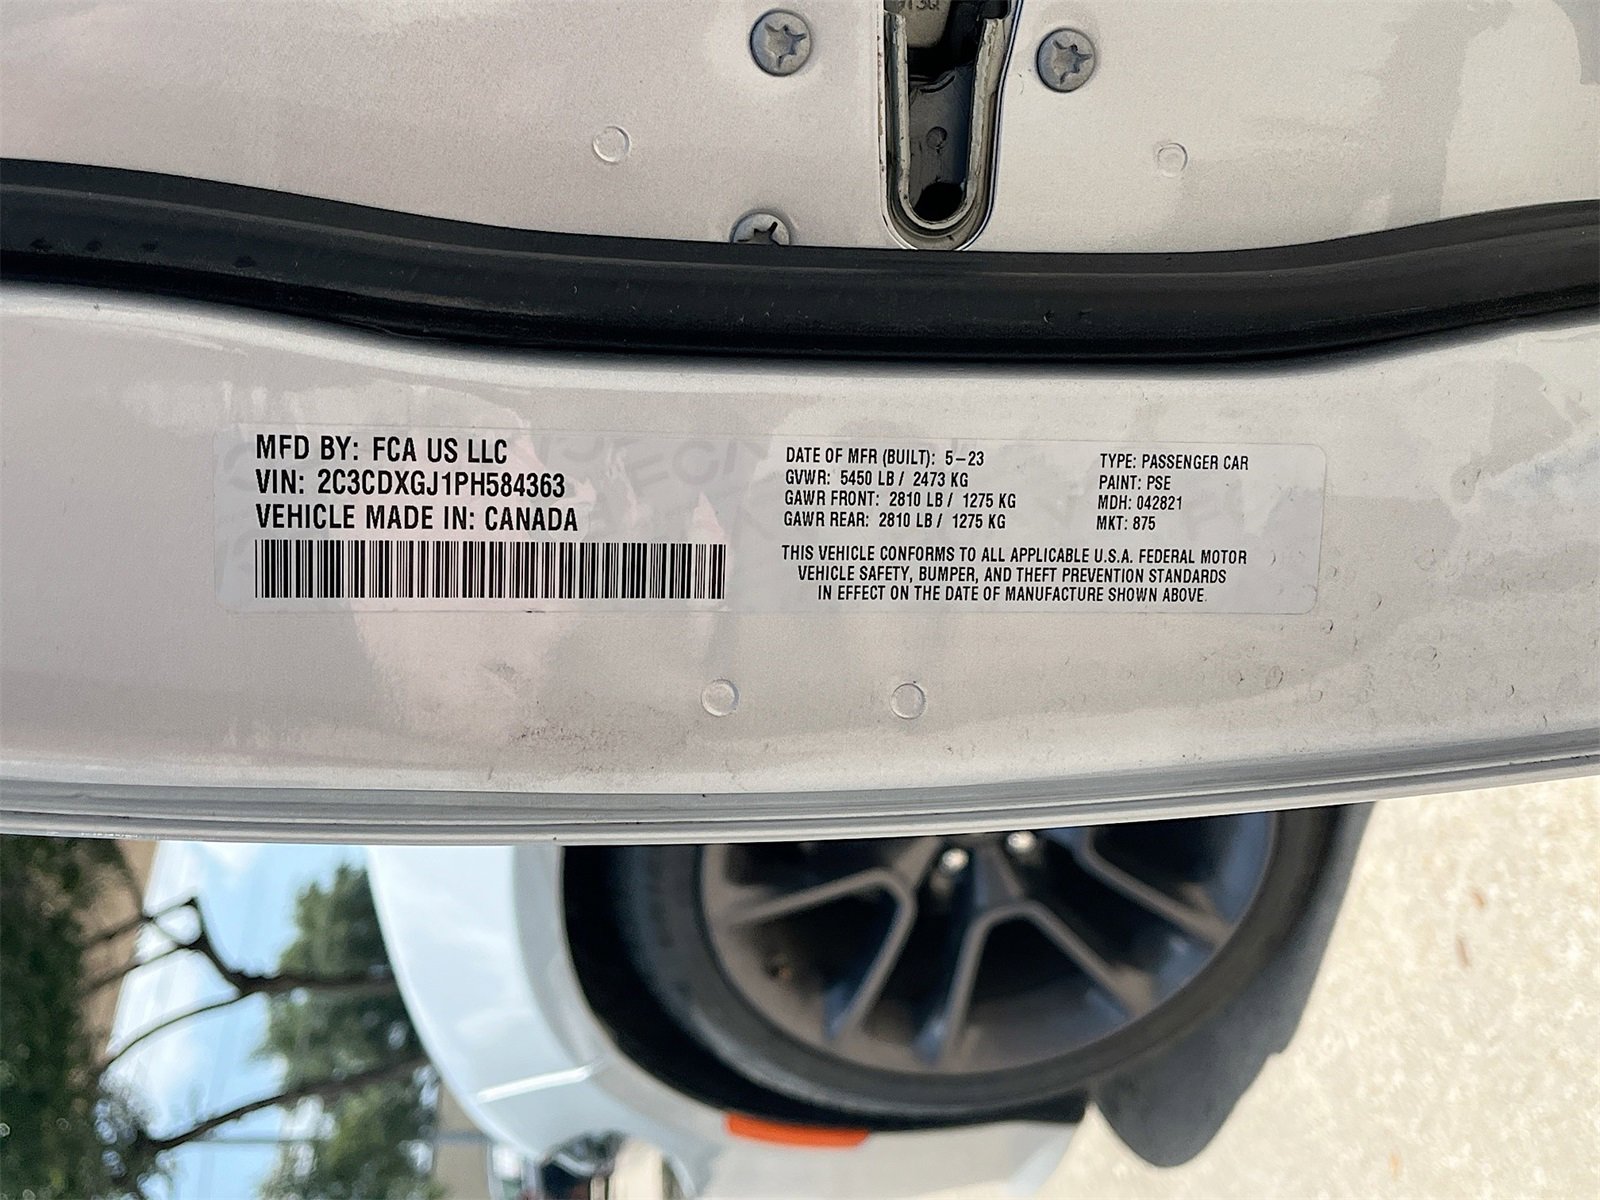 MFD BY: FCA US LLC
VIN: 2C3CDXGJ1PH584363
VEHICLE MADE IN: CANADA
DATE OF MFR (BUILT): 5-23
GVWR: 5450 LB / 2473 KG
GAWR FRONT: 2810 LB / 1275 KG
GAWR REAR: 2810 LB / 1275 KG
TYPE: PASSENGER CAR
PAINT: PSE
MDH: 042821
MKT: 875
THIS VEHICLE CONFORMS TO ALL APPLICABLE U.S.A. FEDERAL MOTOR
VEHICLE SAFETY, BUMPER, AND THEFT PREVENTION STANDARDS
IN EFFECT ON THE DATE OF MANUFACTURE SHOWN ABOVE.